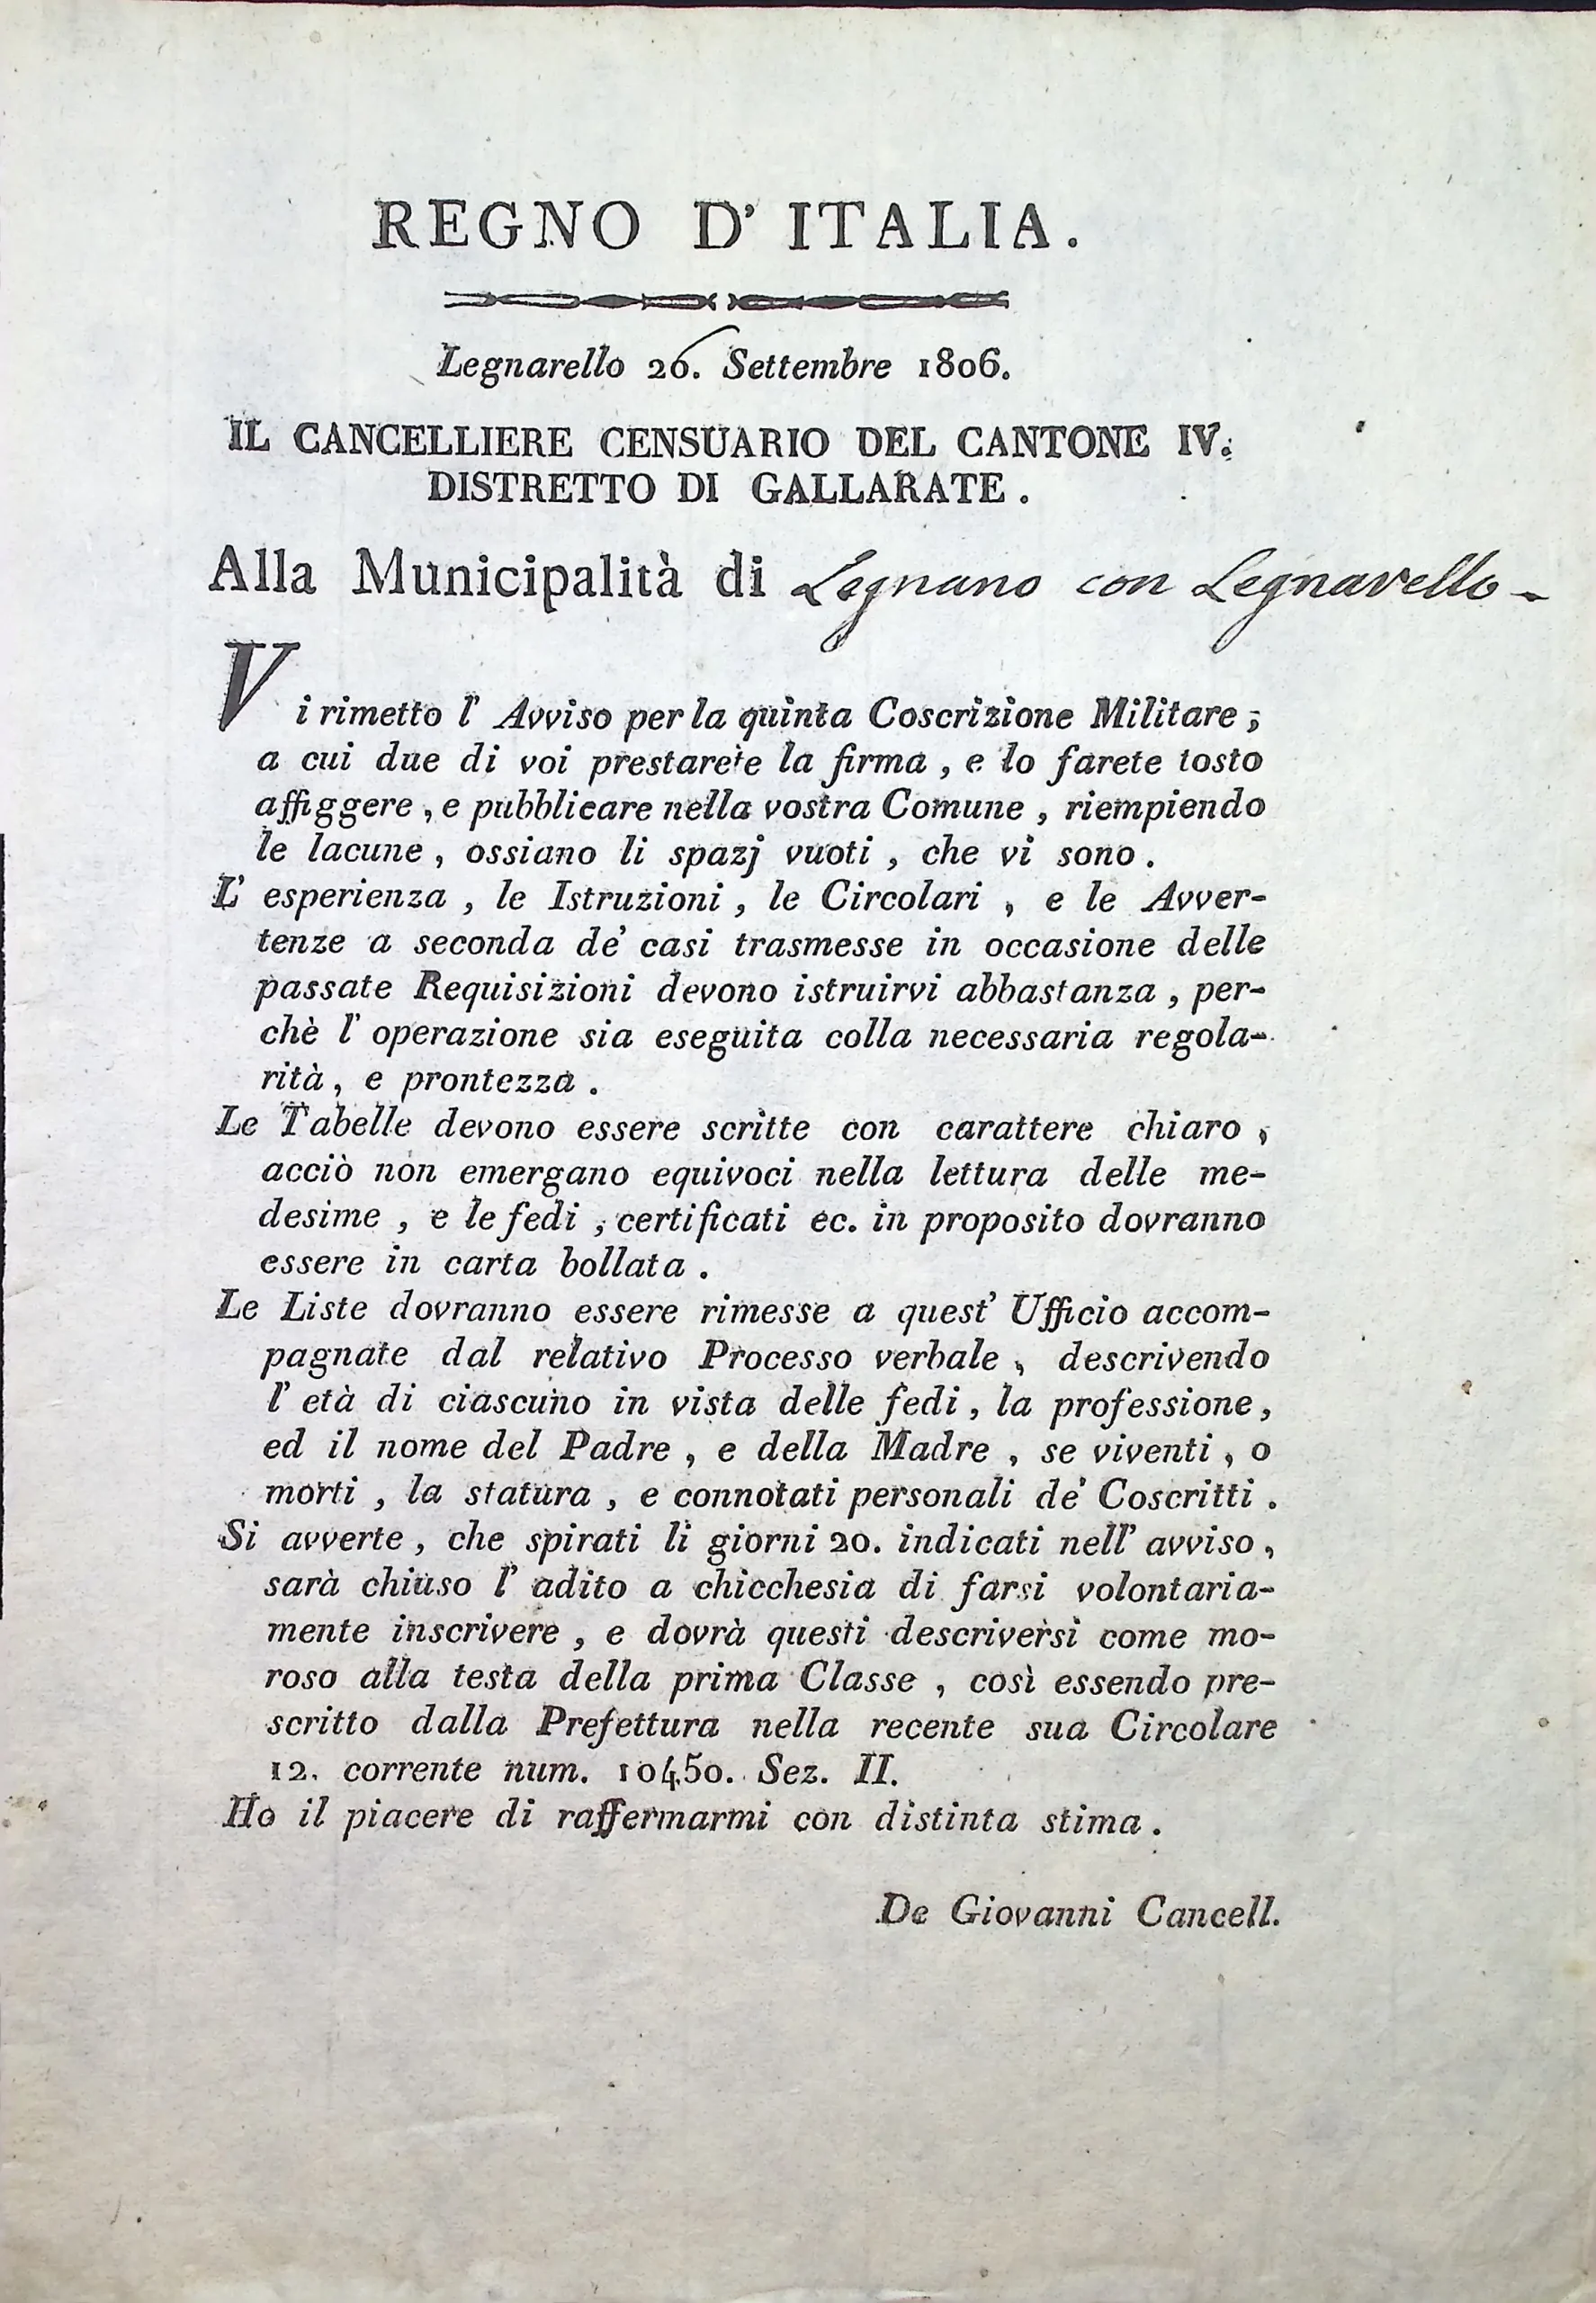 REGNO D' ITALIA.
Legnarello 26. Settembre 1806.
IL CANCELLIERE CENSUARIO DEL CANTONE IV.
DISTRETTO DI GALLARATE.
Alla Municipalità di Legnano con Legnarello -
Vi rimetto l' Avviso per la quinta Coscrizione Militare,
a cui due di voi prestarete la firma, e lo farete tosto
affiggere, e pubblicare nella vostra Comune, riempiendo
le lacune, ossiano li spazj vuoti, che vi sono.
L' esperienza, le Istruzioni, le Circolari, e le Avver-
tenze a seconda de' casi trasmesse in occasione delle
passate Requisizioni devono istruirvi abbastanza, per-
chè l' operazione sia eseguita colla necessaria regola-
rità, e prontezza.
Le Tabelle devono essere scritte con carattere chiaro,
acciò non emergano equivoci nella lettura delle me-
desime, e le fedi, certificati ec. in proposito dovranno
essere in carta bollata.
Le Liste dovranno essere rimesse a quest' Ufficio accom-
pagnate dal relativo Processo verbale, descrivendo
l' età di ciascuno in vista delle fedi, la professione,
ed il nome del Padre, e della Madre, se viventi, o
morti, la statura, e connotati personali de' Coscritti.
Si avverte, che spirati li giorni 20. indicati nell' avviso,
sarà chiuso l' adito a chicchesia di farsi volontaria-
mente inscrivere, e dovrà questi descriversi come mo-
roso alla testa della prima Classe, così essendo pre-
scritto dalla Prefettura nella recente sua Circolare
12. corrente num. 10450. Sez. II.
Ho il piacere di raffermarmi con distinta stima.
De Giovanni Cancell.